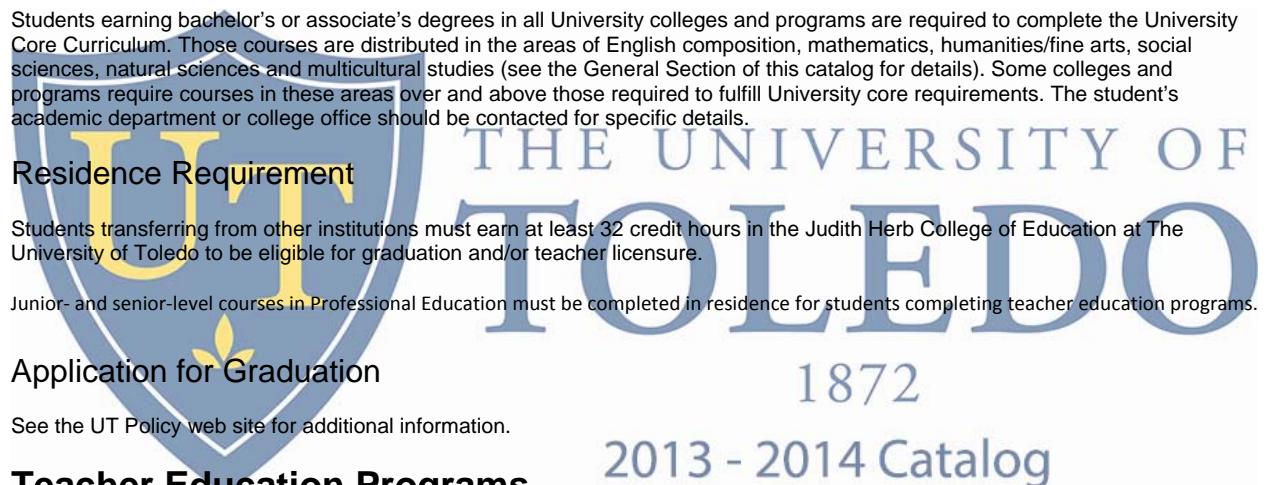 Students earning bachelor’s or associate’s degrees in all University colleges and programs are required to complete the University
Core Curriculum. Those courses are distributed in the areas of English composition, mathematics, humanities/fine arts, social
sciences, natural sciences and multicultural studies (see the General Section of this catalog for details). Some colleges and
programs require courses in these areas over and above those required to fulfill University core requirements. The student’s
academic department or college office should be contacted for specific details.
UT
THE UNIVERSITY OF
TOLEDO
1872
2013 - 2014 Catalog
Residence Requirement
Students transferring from other institutions must earn at least 32 credit hours in the Judith Herb College of Education at The
University of Toledo to be eligible for graduation and/or teacher licensure.
Junior- and senior-level courses in Professional Education must be completed in residence for students completing teacher education programs.
Application for Graduation
See the UT Policy web site for additional information.
Teacher Education Programs